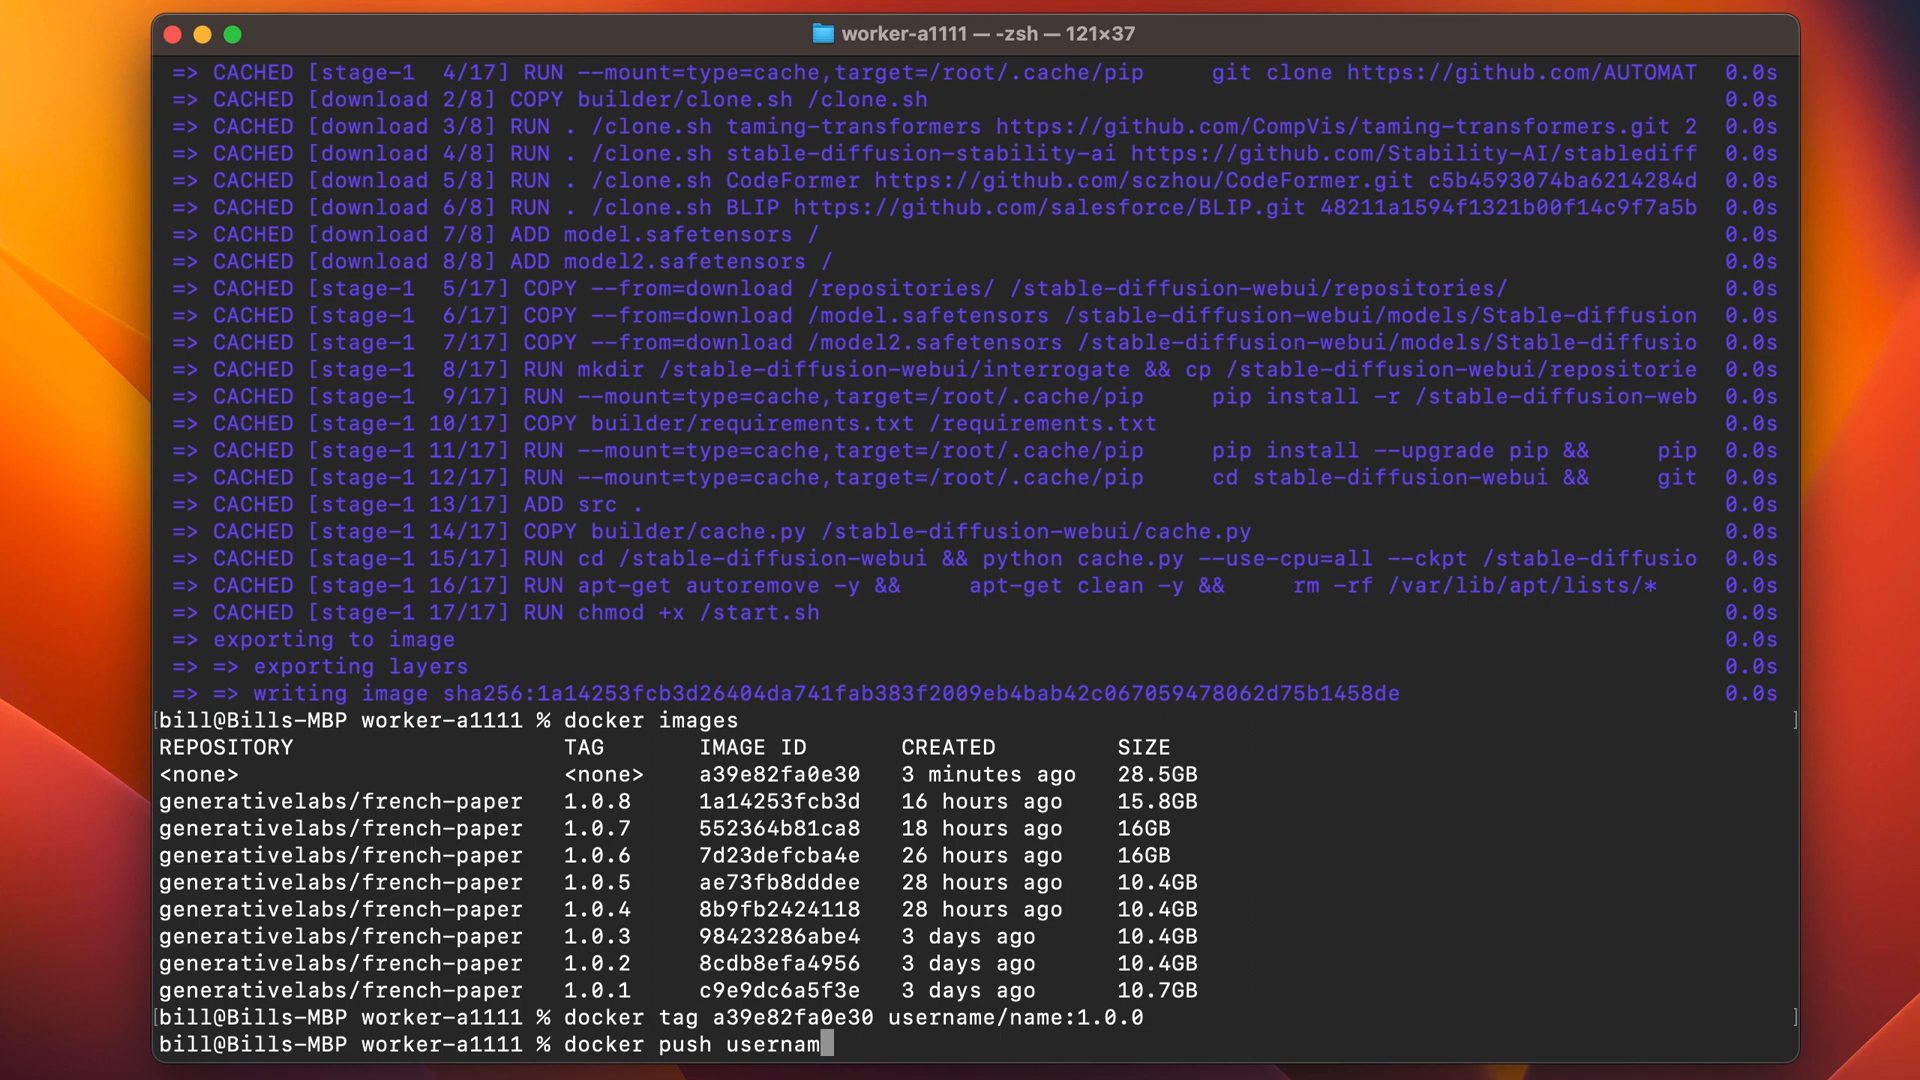 worker-a1111 — -zsh — 121×37
=> CACHED [stage-1  4/17] RUN --mount=type=cache,target=/root/.cache/pip     git clone https://github.com/AUTOMAT  0.0s
=> CACHED [download 2/8] COPY builder/clone.sh /clone.sh  0.0s
=> CACHED [download 3/8] RUN . /clone.sh taming-transformers https://github.com/CompVis/taming-transformers.git 2  0.0s
=> CACHED [download 4/8] RUN . /clone.sh stable-diffusion-stability-ai https://github.com/Stability-AI/stablediff  0.0s
=> CACHED [download 5/8] RUN . /clone.sh CodeFormer https://github.com/sczhou/CodeFormer.git c5b4593074ba6214284d  0.0s
=> CACHED [download 6/8] RUN . /clone.sh BLIP https://github.com/salesforce/BLIP.git 48211a1594f1321b00f14c9f7a5b  0.0s
=> CACHED [download 7/8] ADD model.safetensors /  0.0s
=> CACHED [download 8/8] ADD model2.safetensors /  0.0s
=> CACHED [stage-1  5/17] COPY --from=download /repositories/ /stable-diffusion-webui/repositories/  0.0s
=> CACHED [stage-1  6/17] COPY --from=download /model.safetensors /stable-diffusion-webui/models/Stable-diffusion  0.0s
=> CACHED [stage-1  7/17] COPY --from=download /model2.safetensors /stable-diffusion-webui/models/Stable-diffusio  0.0s
=> CACHED [stage-1  8/17] RUN mkdir /stable-diffusion-webui/interrogate && cp /stable-diffusion-webui/repositorie  0.0s
=> CACHED [stage-1  9/17] RUN --mount=type=cache,target=/root/.cache/pip     pip install -r /stable-diffusion-web  0.0s
=> CACHED [stage-1 10/17] COPY builder/requirements.txt /requirements.txt  0.0s
=> CACHED [stage-1 11/17] RUN --mount=type=cache,target=/root/.cache/pip     pip install --upgrade pip &&     pip  0.0s
=> CACHED [stage-1 12/17] RUN --mount=type=cache,target=/root/.cache/pip     cd stable-diffusion-webui &&     git  0.0s
=> CACHED [stage-1 13/17] ADD src .  0.0s
=> CACHED [stage-1 14/17] COPY builder/cache.py /stable-diffusion-webui/cache.py  0.0s
=> CACHED [stage-1 15/17] RUN cd /stable-diffusion-webui && python cache.py --use-cpu=all --ckpt /stable-diffusio  0.0s
=> CACHED [stage-1 16/17] RUN apt-get autoremove -y &&     apt-get clean -y &&     rm -rf /var/lib/apt/lists/*  0.0s
=> CACHED [stage-1 17/17] RUN chmod +x /start.sh  0.0s
=> exporting to image  0.0s
=> => exporting layers  0.0s
=> => writing image sha256:1a14253fcb3d26404da741fab383f2009eb4bab42c067059478062d75b1458de  0.0s
[bill@Bills-MBP worker-a1111 % docker images ]
REPOSITORY  TAG  IMAGE ID  CREATED  SIZE
<none>  <none>  a39e82fa0e30  3 minutes ago  28.5GB
generativelabs/french-paper  1.0.8  1a14253fcb3d  16 hours ago  15.8GB
generativelabs/french-paper  1.0.7  552364b81ca8  18 hours ago  16GB
generativelabs/french-paper  1.0.6  7d23defcba4e  26 hours ago  16GB
generativelabs/french-paper  1.0.5  ae73fb8dddee  28 hours ago  10.4GB
generativelabs/french-paper  1.0.4  8b9fb2424118  28 hours ago  10.4GB
generativelabs/french-paper  1.0.3  98423286abe4  3 days ago  10.4GB
generativelabs/french-paper  1.0.2  8cdb8efa4956  3 days ago  10.4GB
generativelabs/french-paper  1.0.1  c9e9dc6a5f3e  3 days ago  10.7GB
[bill@Bills-MBP worker-a1111 % docker tag a39e82fa0e30 username/name:1.0.0 ]
bill@Bills-MBP worker-a1111 % docker push usernam